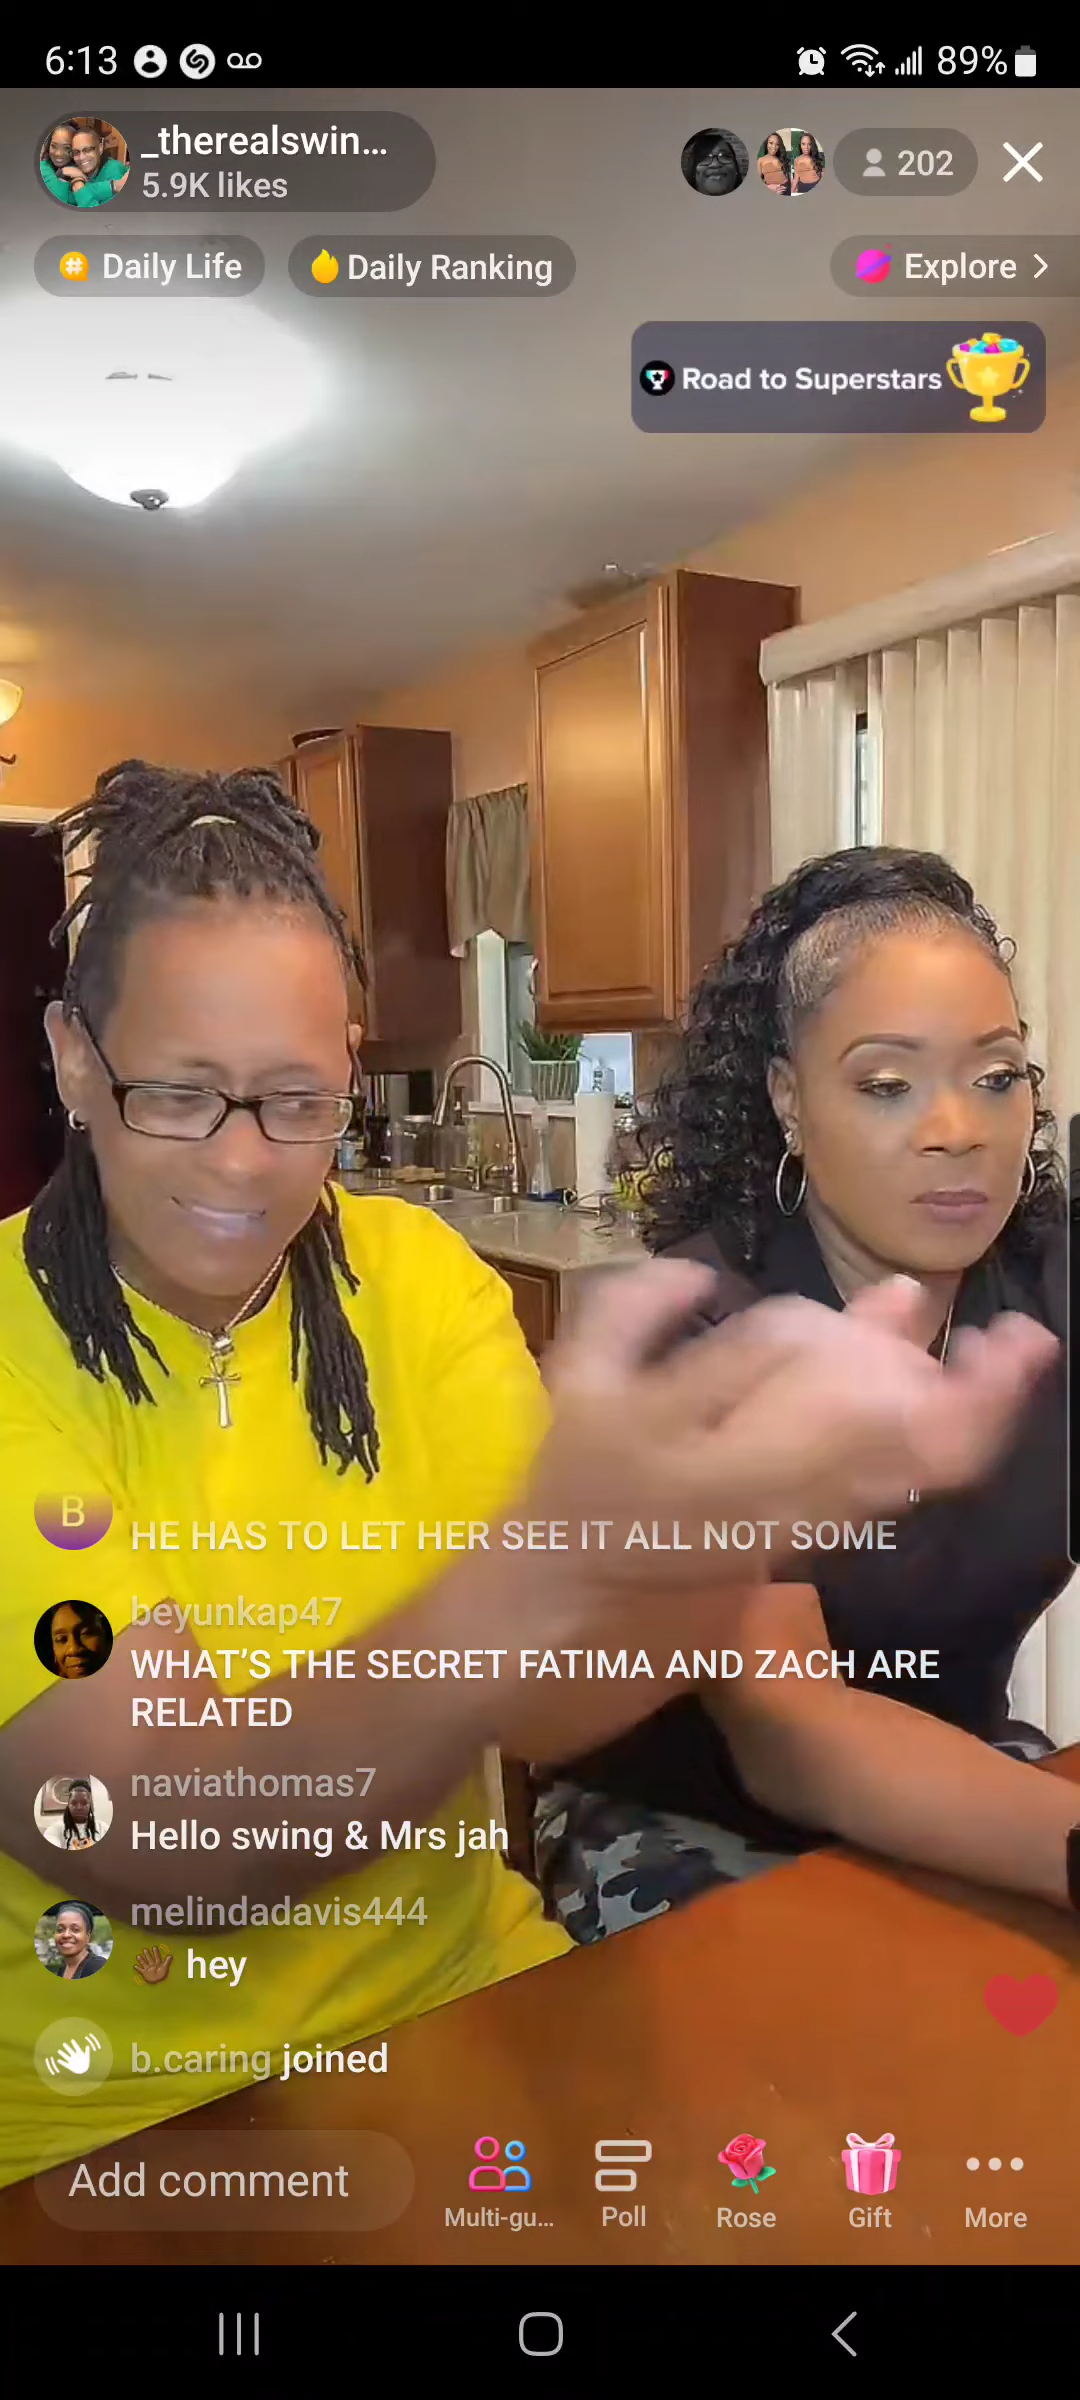 6:13
89%
_therealswin...
5.9K likes
202
Daily Life
Daily Ranking
Explore
Road to Superstars
B
HE HAS TO LET HER SEE IT ALL NOT SOME
beyunkap47
WHAT’S THE SECRET FATIMA AND ZACH ARE
RELATED
naviathomas7
Hello swing & Mrs jah
melindadavis444
👋🏾 hey
b.caring joined
Add comment
Multi-gu...
Poll
Rose
Gift
More